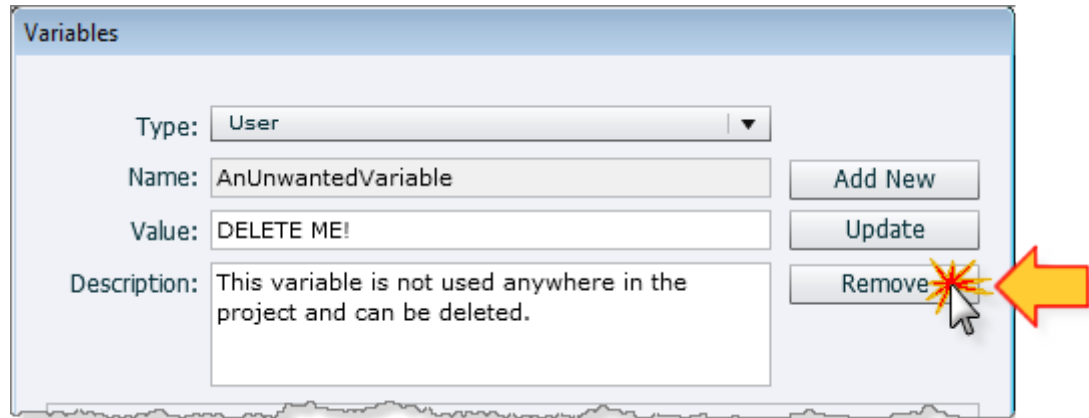 Variables
Type: User
Name: AnUnwantedVariable Add New
Value: DELETE ME! Update
Description: This variable is not used anywhere in the Remove
project and can be deleted.